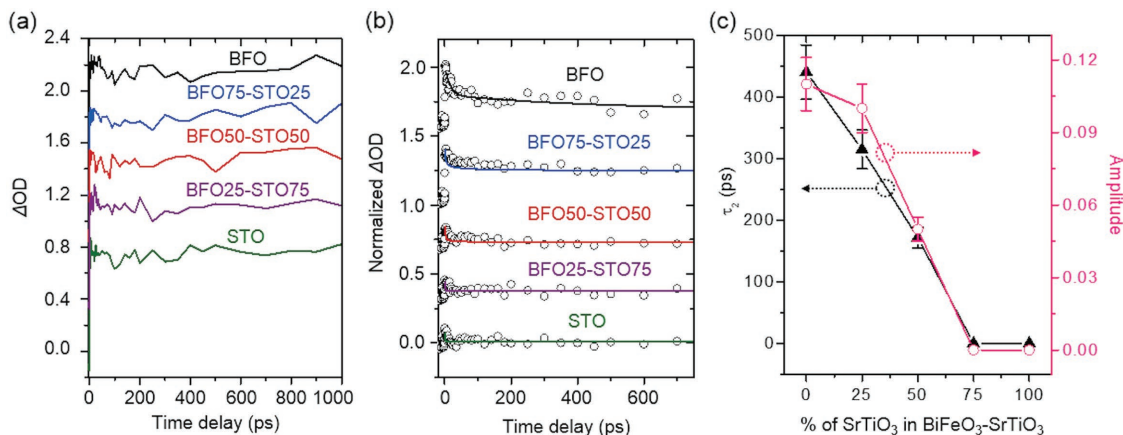 (a)
2.4
2.0
1.6
1.2
0.8
0.4
0.0
ΔOD
BFO
BFO75-STO25
BFO50-STO50
BFO25-STO75
STO
0 200 400 600 800 1000
Time delay (ps)
(b)
2.0
1.5
1.0
0.5
0.0
Normalized ΔOD
BFO
BFO75-STO25
BFO50-STO50
BFO25-STO75
STO
0 200 400 600
Time delay (ps)
(c)
500
400
300
200
100
0
τ2 (ps)
0.12
0.09
0.06
0.03
0.00
Amplitude
0 25 50 75 100
% of SrTiO3 in BiFeO3-SrTiO3